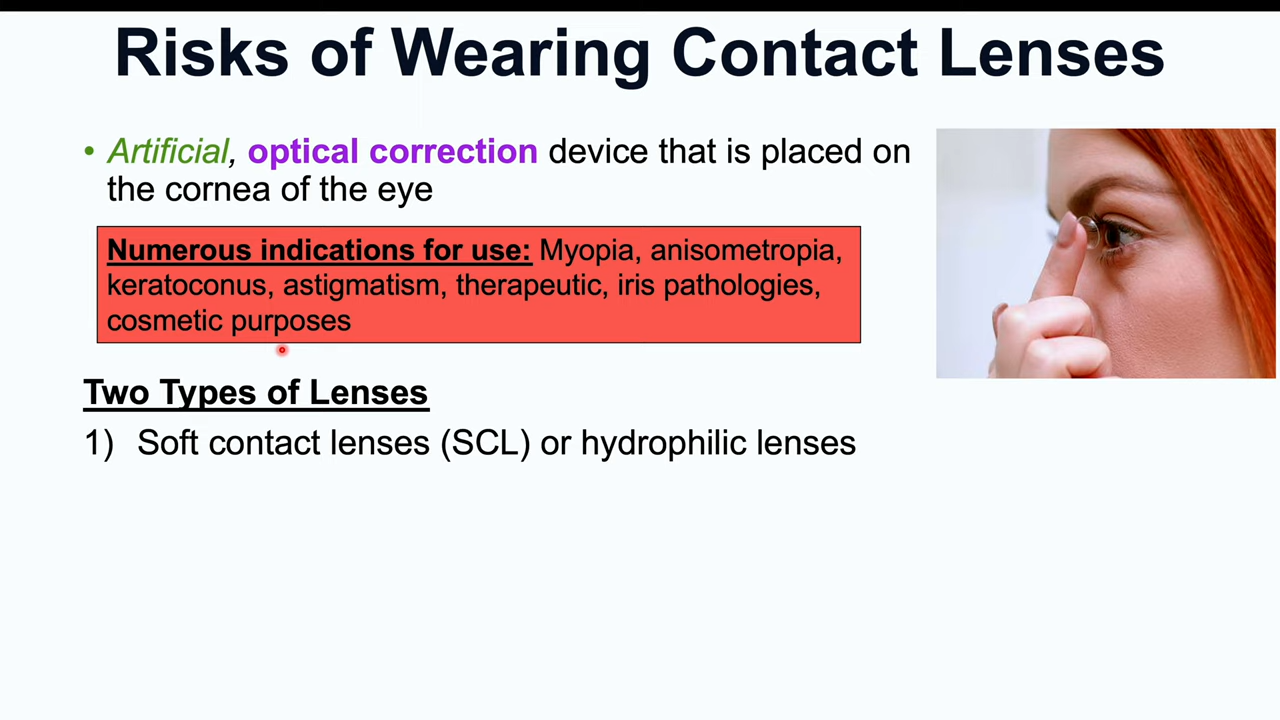 Risks of Wearing Contact Lenses
• Artificial, optical correction device that is placed on
the cornea of the eye
Numerous indications for use: Myopia, anisometropia,
keratoconus, astigmatism, therapeutic, iris pathologies,
cosmetic purposes
Two Types of Lenses
1) Soft contact lenses (SCL) or hydrophilic lenses